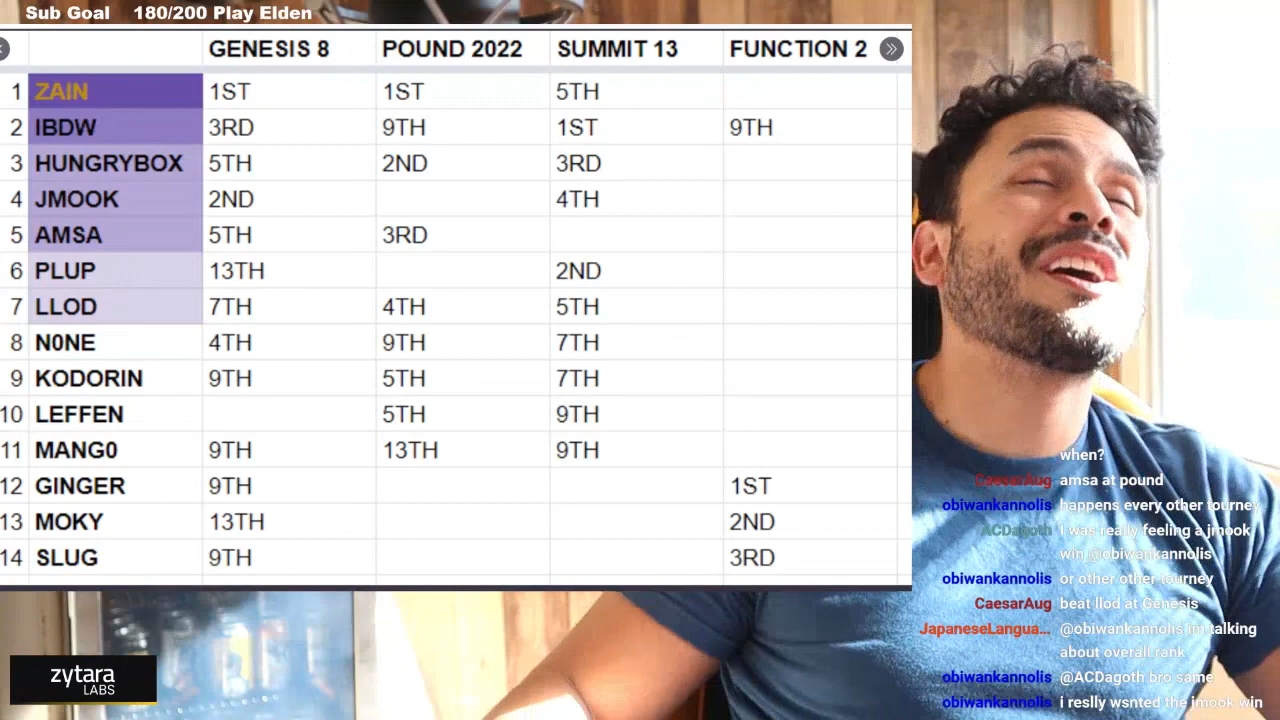 Sub Goal 180/200 Play Elden
GENESIS 8 POUND 2022 SUMMIT 13 FUNCTION 2
1 ZAIN 1ST 1ST 5TH
2 IBDW 3RD 9TH 1ST 9TH
3 HUNGRYBOX 5TH 2ND 3RD
4 JMOOK 2ND 4TH
5 AMSA 5TH 3RD
6 PLUP 13TH 2ND
7 LLOD 7TH 4TH 5TH
8 N0NE 4TH 9TH 7TH
9 KODORIN 9TH 5TH 7TH
10 LEFFEN 5TH 9TH
11 MANG0 9TH 13TH 9TH
12 GINGER 9TH 1ST
13 MOKY 13TH 2ND
14 SLUG 9TH 3RD
when?
CaesarAug amsa at pound
obiwankannolis happens every other tourney
ACDagoth I was really feeling a jmook
win @obiwankannolis
obiwankannolis or other other tourney
CaesarAug beat llod at Genesis
JapaneseLangua... @obiwankannolis im talking
about overall rank
obiwankannolis @ACDagoth bro same
obiwankannolis i reslly wsnted the jmook win
zytara
LABS